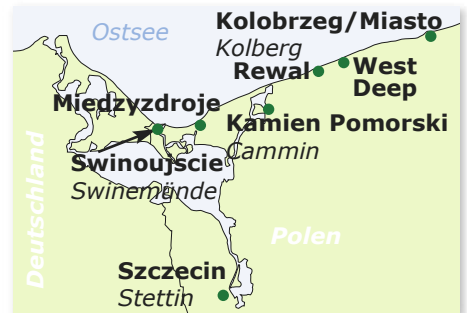 Kolobrzeg/Miasto
Ostsee
Kolberg
Rewal
West
Deep
Miedzyzdroje
Kamien Pomorski
Cammin
Swinoujscie
Swinemünde
Deutschland
Polen
Szczecin
Stettin